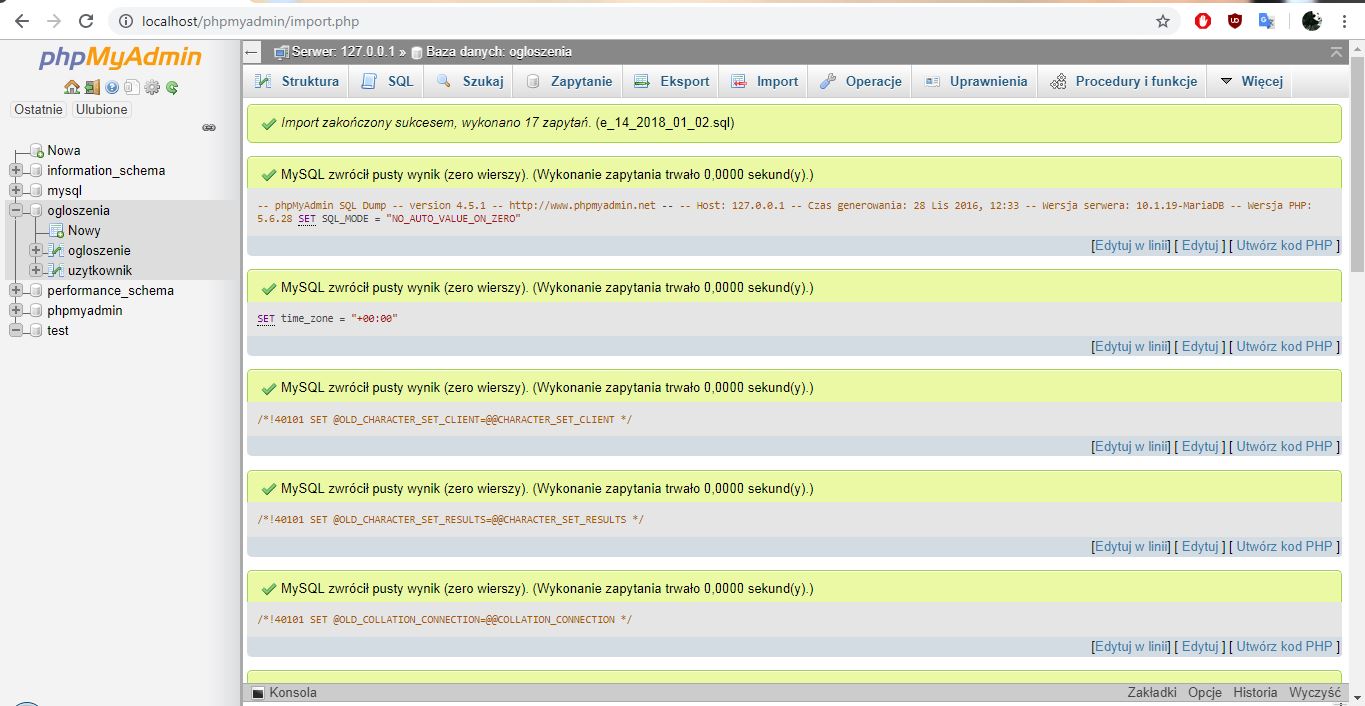 localhost/phpmyadmin/import.php
phpMyAdmin
Ostatnie Ulubione
Nowa
information_schema
mysql
ogloszenia
Nowy
ogloszenie
uzytkownik
performance_schema
phpmyadmin
test
Serwer: 127.0.0.1 » Baza danych: ogloszenia
Struktura SQL Szukaj Zapytanie Eksport Import Operacje Uprawnienia Procedury i funkcje Więcej
Import zakończony sukcesem, wykonano 17 zapytań. (e_14_2018_01_02.sql)
MySQL zwrócił pusty wynik (zero wierszy). (Wykonanie zapytania trwało 0,0000 sekund(y).)
-- phpMyAdmin SQL Dump -- version 4.5.1 -- http://www.phpmyadmin.net -- -- Host: 127.0.0.1 -- Czas generowania: 28 Lis 2016, 12:33 -- Wersja serwera: 10.1.19-MariaDB -- Wersja PHP:
5.6.28 SET SQL_MODE = "NO_AUTO_VALUE_ON_ZERO"
[Edytuj w linii] [ Edytuj ] [ Utwórz kod PHP ]
MySQL zwrócił pusty wynik (zero wierszy). (Wykonanie zapytania trwało 0,0000 sekund(y).)
SET time_zone = "+00:00"
[Edytuj w linii] [ Edytuj ] [ Utwórz kod PHP ]
MySQL zwrócił pusty wynik (zero wierszy). (Wykonanie zapytania trwało 0,0000 sekund(y).)
/*!40101 SET @OLD_CHARACTER_SET_CLIENT=@@CHARACTER_SET_CLIENT */
[Edytuj w linii] [ Edytuj ] [ Utwórz kod PHP ]
MySQL zwrócił pusty wynik (zero wierszy). (Wykonanie zapytania trwało 0,0000 sekund(y).)
/*!40101 SET @OLD_CHARACTER_SET_RESULTS=@@CHARACTER_SET_RESULTS */
[Edytuj w linii] [ Edytuj ] [ Utwórz kod PHP ]
MySQL zwrócił pusty wynik (zero wierszy). (Wykonanie zapytania trwało 0,0000 sekund(y).)
/*!40101 SET @OLD_COLLATION_CONNECTION=@@COLLATION_CONNECTION */
[Edytuj w linii] [ Edytuj ] [ Utwórz kod PHP ]
Konsola Zakładki Opcje Historia Wyczyść